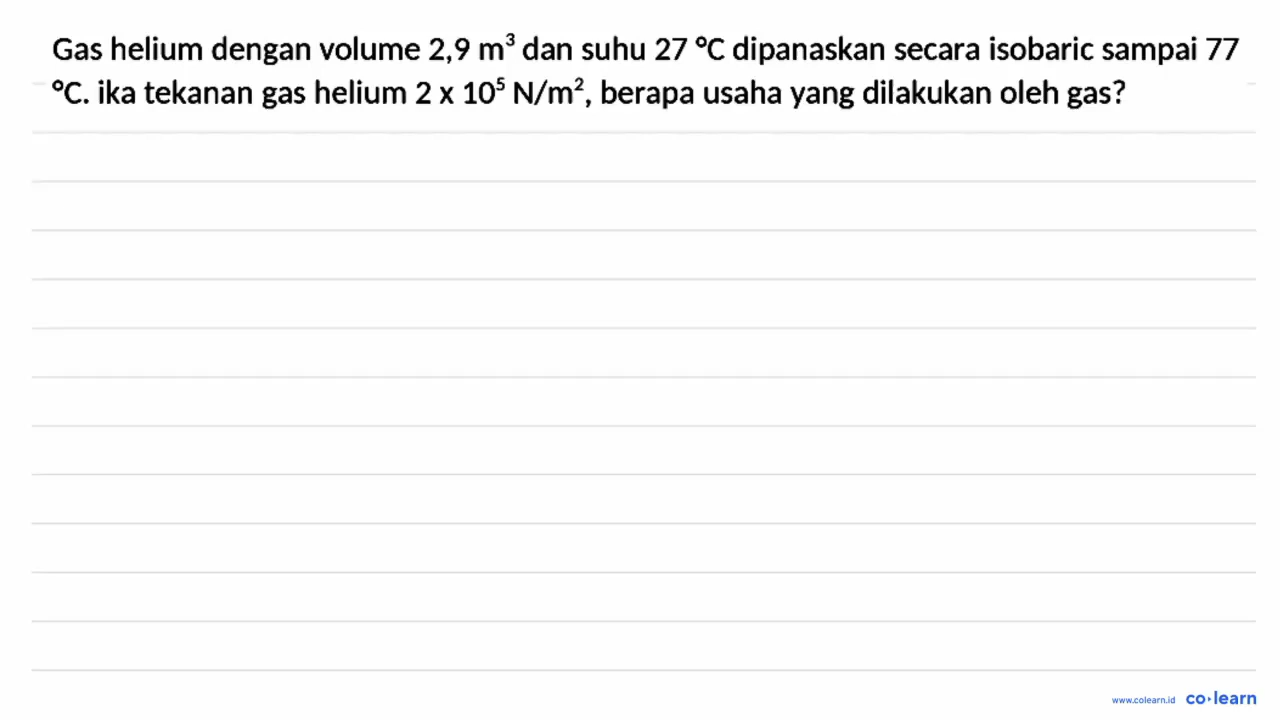 Gas helium dengan volume 2,9 m³ dan suhu 27 °C dipanaskan secara isobaric sampai 77
°C. ika tekanan gas helium 2 x 10⁵ N/m², berapa usaha yang dilakukan oleh gas?
www.colearn.id co·learn